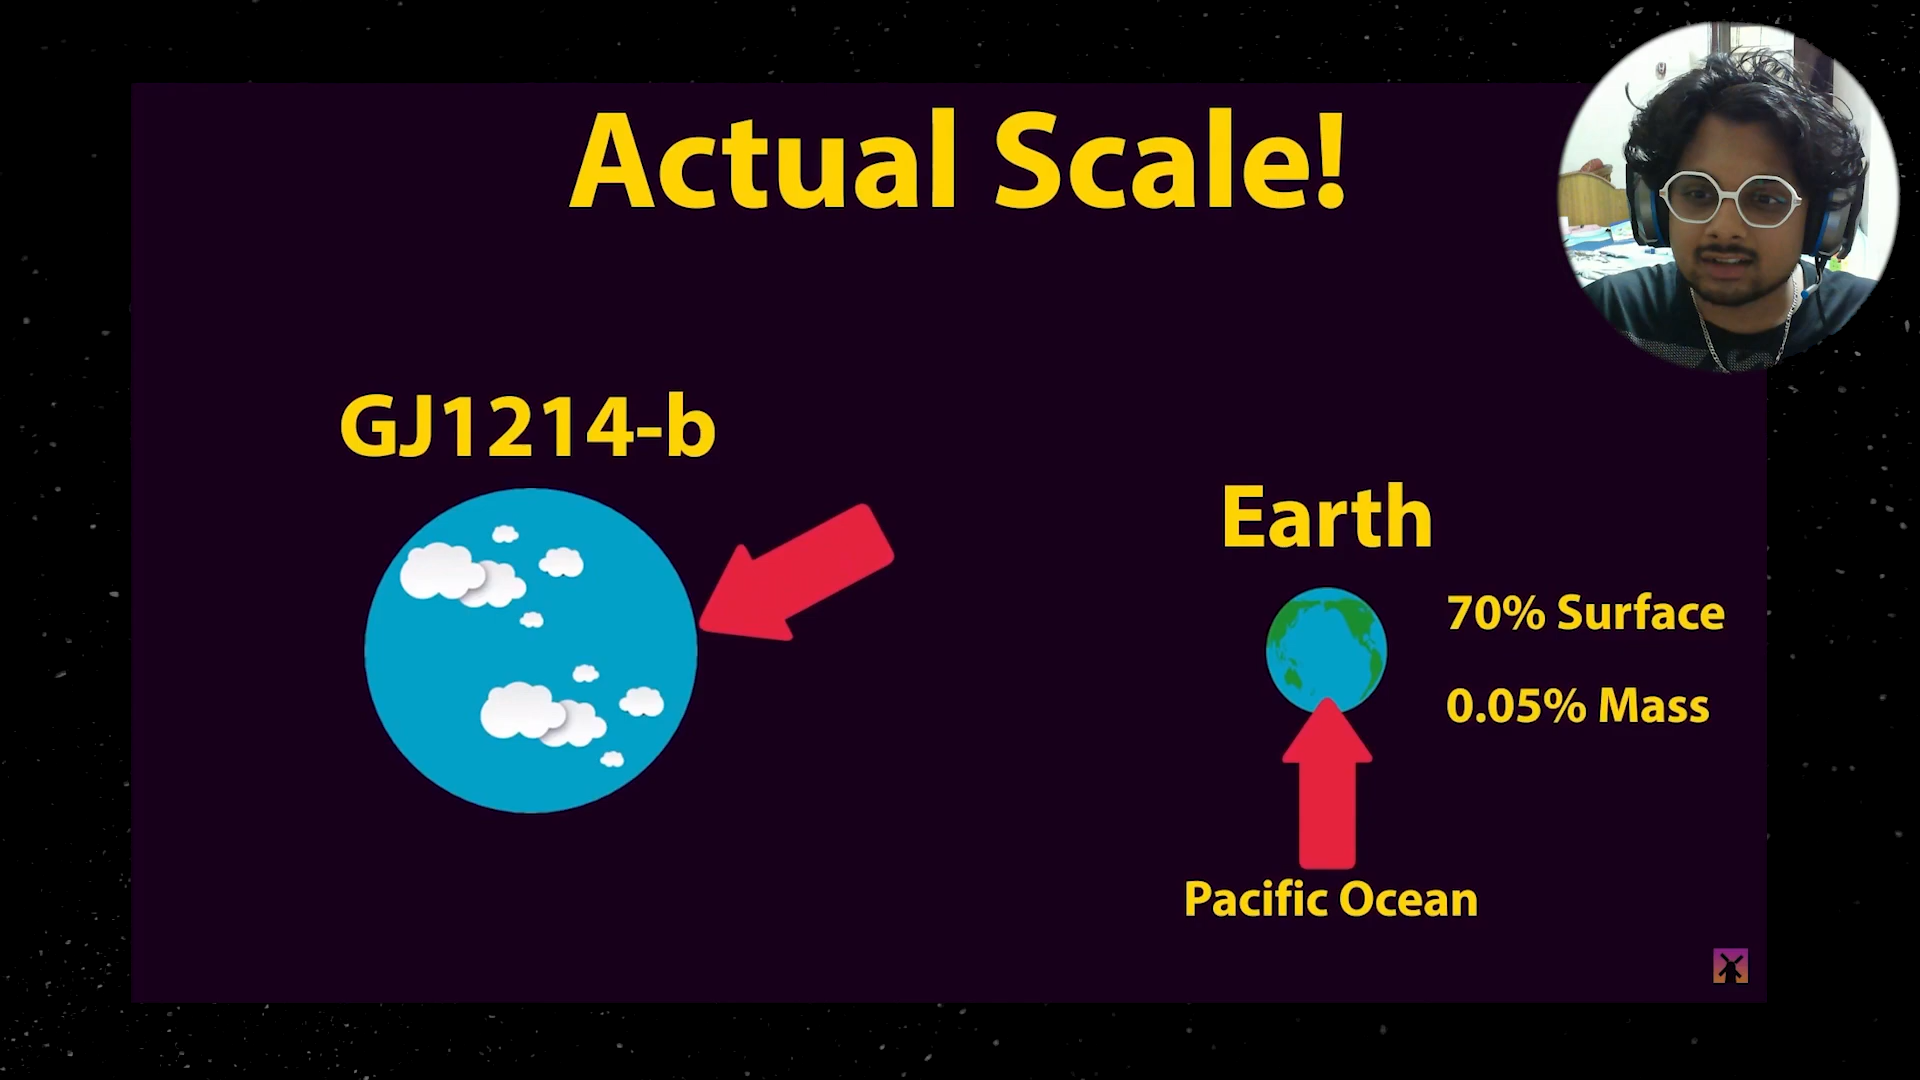 Actual Scale!
GJ1214-b
Earth
70% Surface
0.05% Mass
Pacific Ocean